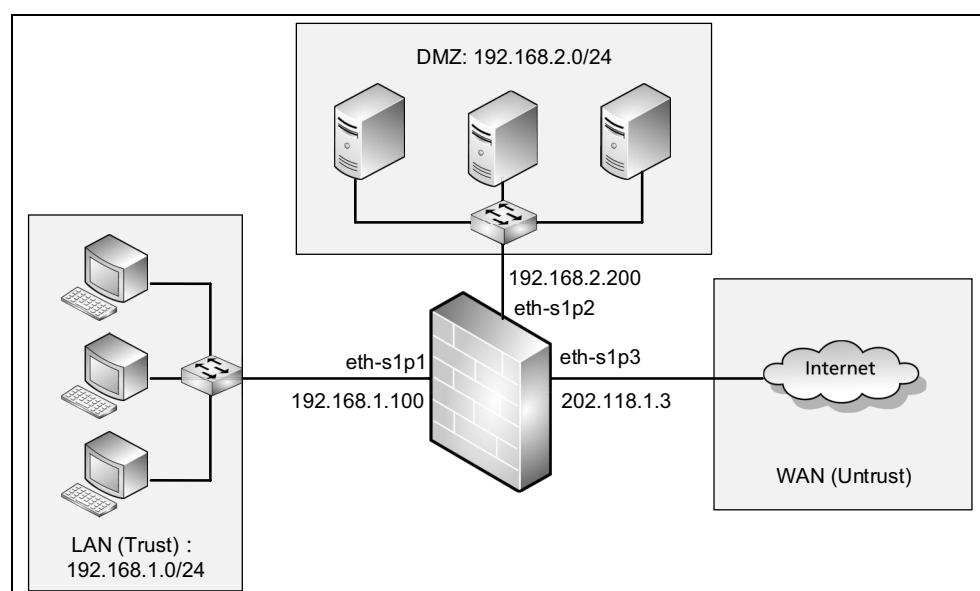 DMZ: 192.168.2.0/24
192.168.2.200
eth-s1p2
eth-s1p1
192.168.1.100
eth-s1p3
202.118.1.3
Internet
WAN (Untrust)
LAN (Trust) :
192.168.1.0/24